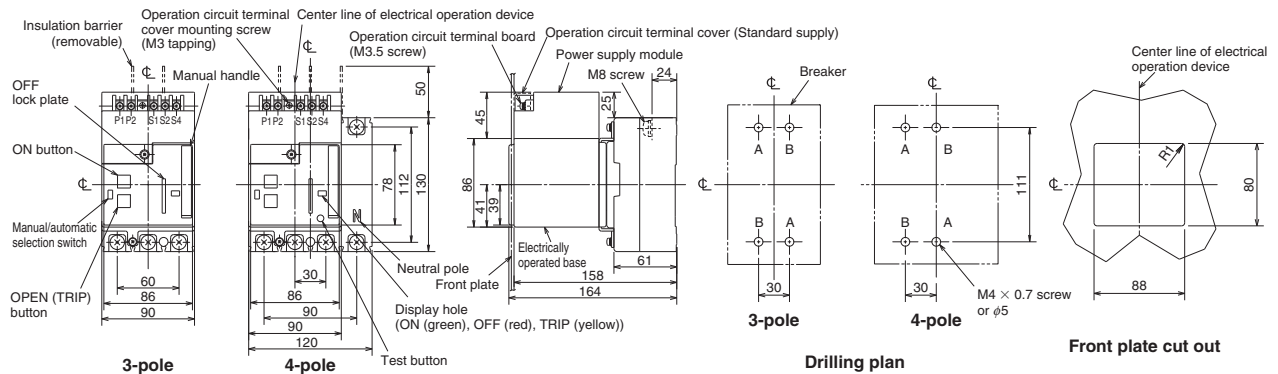 Insulation barrier
(removable)
Operation circuit terminal
cover mounting screw
(M3 tapping)
Center line of electrical operation device
Operation circuit terminal board
(M3.5 screw)
Operation circuit terminal cover (Standard supply)
Power supply module
M8 screw
24
Breaker
Center line of electrical
operation device
OFF
lock plate
Manual handle
℄
℄
℄
℄
50
45
25
P1 P2 S1 S2 S4
P1 P2 S1 S2 S4
A B
A B
R1
ON button
℄
78
112
130
86
41
39
℄
111
℄
80
Manual/automatic
selection switch
N
B A
B A
Electrically
operated base
61
Neutral pole
Front plate
158
164
OPEN (TRIP)
button
60
86
90
30
86
90
90
120
Display hole
(ON (green), OFF (red), TRIP (yellow))
Test button
30
30
M4 × 0.7 screw
or ϕ5
88
3-pole
4-pole
3-pole
4-pole
Drilling plan
Front plate cut out